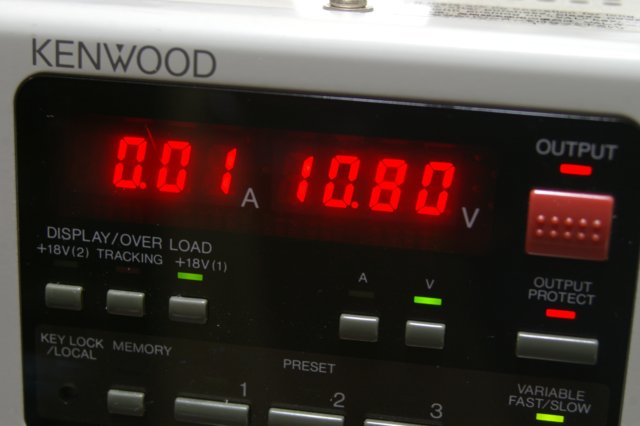 KENWOOD
OUTPUT
0.01 A 10.80 V
DISPLAY/OVER LOAD
+18V(2) TRACKING +18V(1)
A V
OUTPUT
PROTECT
KEY LOCK
/LOCAL
MEMORY
PRESET
1 2 3
VARIABLE
FAST/SLOW